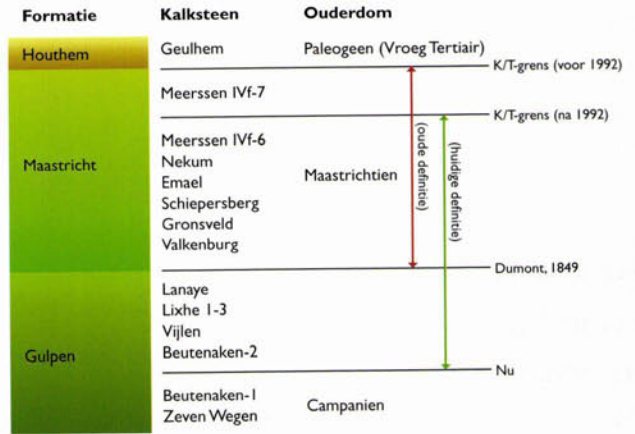 Formatie Kalksteen Ouderdom
Houthem Geulhem Paleogeen (Vroeg Tertiair)
K/T-grens (voor 1992)
Meerssen IVf-7
K/T-grens (na 1992)
Maastricht
Meerssen IVf-6
Nekum
Emael
Schiepersberg
Gronsveld
Valkenburg
Maastrichtien
(oude definitie)
(huidige definitie)
Dumont, 1849
Gulpen
Lanaye
Lixhe 1-3
Vijlen
Beutenaken-2
Nu
Beutenaken-1
Zeven Wegen
Campanien